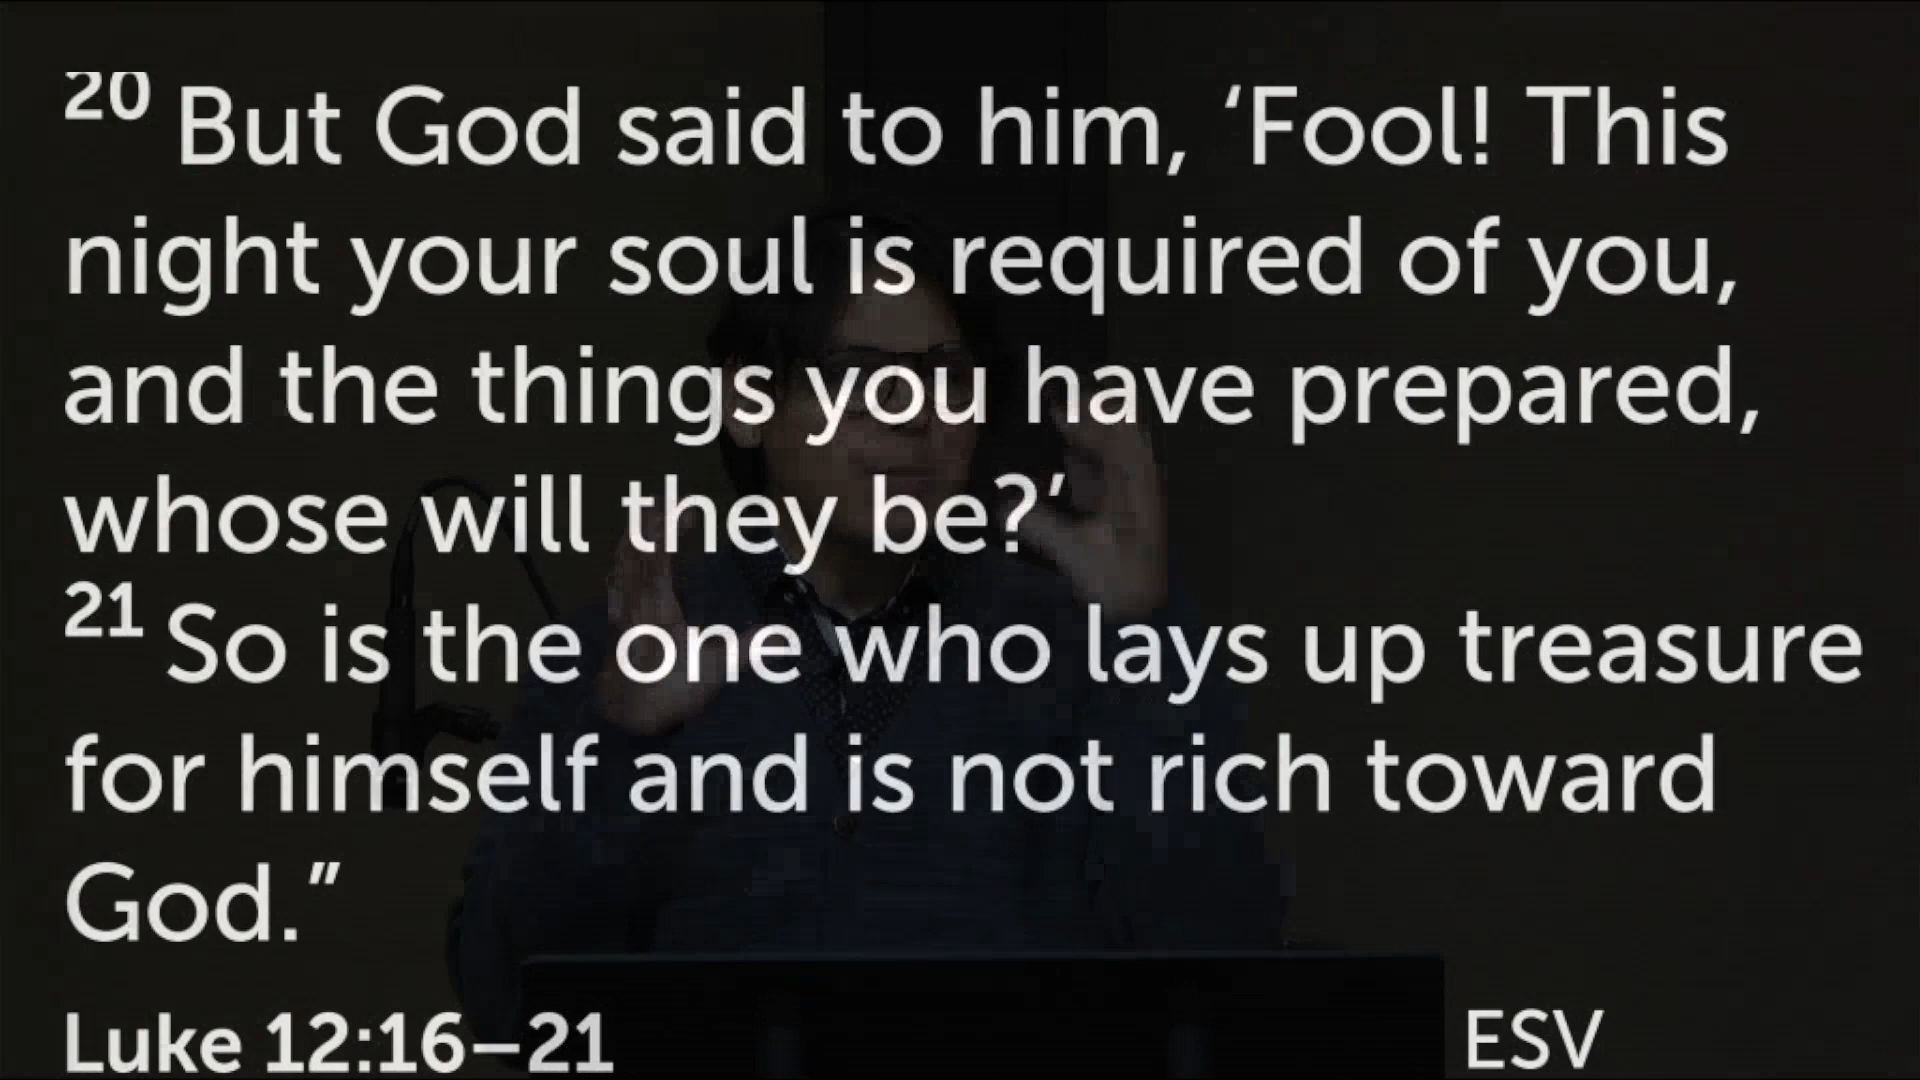 20 But God said to him, ‘Fool! This
night your soul is required of you,
and the things you have prepared,
whose will they be?’
21 So is the one who lays up treasure
for himself and is not rich toward
God.”
Luke 12:16–21 ESV